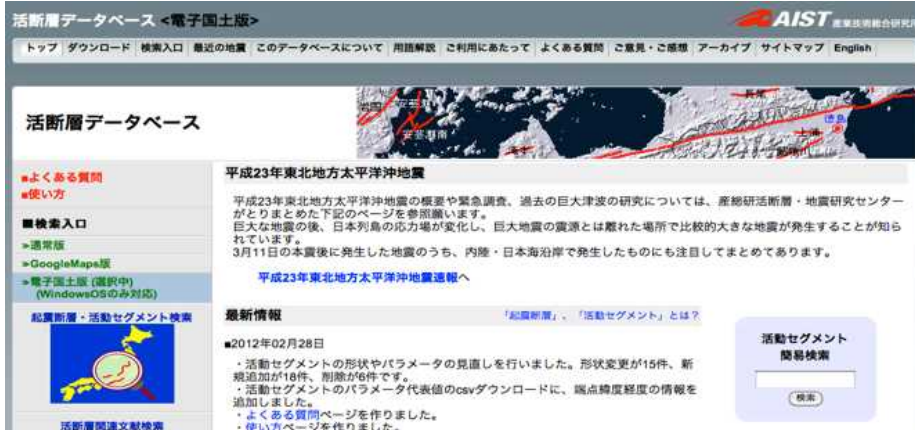 活断層データベース <電子国土版>
AIST 産業技術総合研究所
トップ ダウンロード 検索入口 最近の地震 このデータベースについて 用語解説 ご利用にあたって よくある質問 ご意見・ご感想 アーカイブ サイトマップ English
活断層データベース
■よくある質問
■使い方
■検索入口
»通常版
»GoogleMaps版
»電子国土版 (選択中)
(WindowsOSのみ対応)
起震断層・活動セグメント検索
活断層関連文献検索
平成23年東北地方太平洋沖地震
平成23年東北地方太平洋沖地震の概要や緊急調査、過去の巨大津波の研究については、産総研活断層・地震研究センター
がとりまとめた下記のページを参照願います。
巨大な地震の後、日本列島の応力場が変化し、巨大地震の震源とは離れた場所で比較的大きな地震が発生することが知ら
れています。
3月11日の本震後に発生した地震のうち、内陸・日本海沿岸で発生したものにも注目してまとめてあります。
平成23年東北地方太平洋沖地震速報へ
最新情報
「起震断層」、「活動セグメント」とは?
■2012年02月28日
・活動セグメントの形状やパラメータの見直しを行いました。形状変更が15件、新
規追加が18件、削除が6件です。
・活動セグメントのパラメータ代表値のcsvダウンロードに、端点緯度経度の情報を
追加しました。
・よくある質問ページを作りました。
・使い方ページを作りました。
活動セグメント
簡易検索
検索